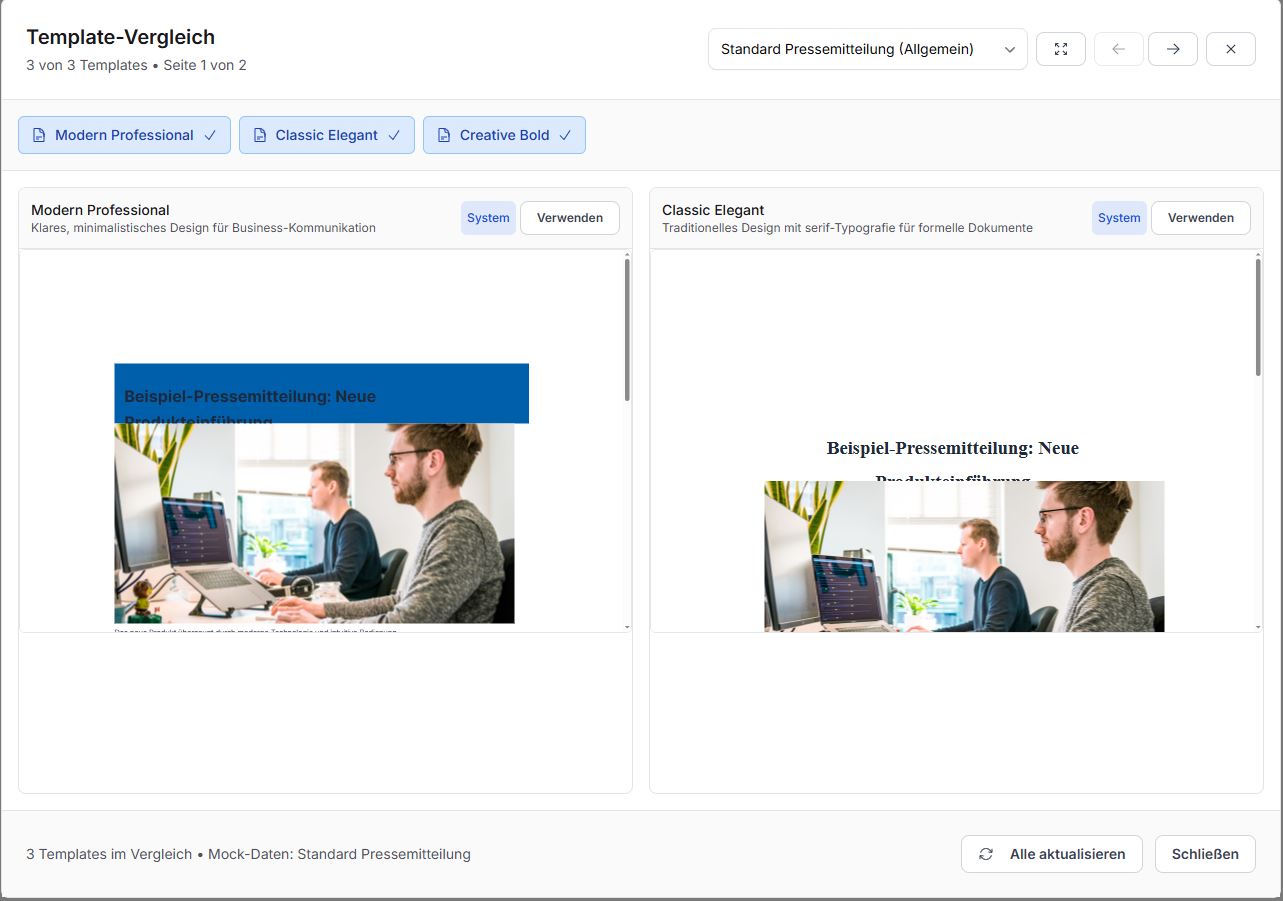 Template-Vergleich
3 von 3 Templates • Seite 1 von 2
Standard Pressemitteilung (Allgemein)
Modern Professional
Classic Elegant
Creative Bold
Modern Professional
Klares, minimalistisches Design für Business-Kommunikation
System
Verwenden
Classic Elegant
Traditionelles Design mit serif-Typografie für formelle Dokumente
System
Verwenden
Beispiel-Pressemitteilung: Neue
Produkteinführung
Beispiel-Pressemitteilung: Neue
Produkteinführung
3 Templates im Vergleich • Mock-Daten: Standard Pressemitteilung
Alle aktualisieren
Schließen